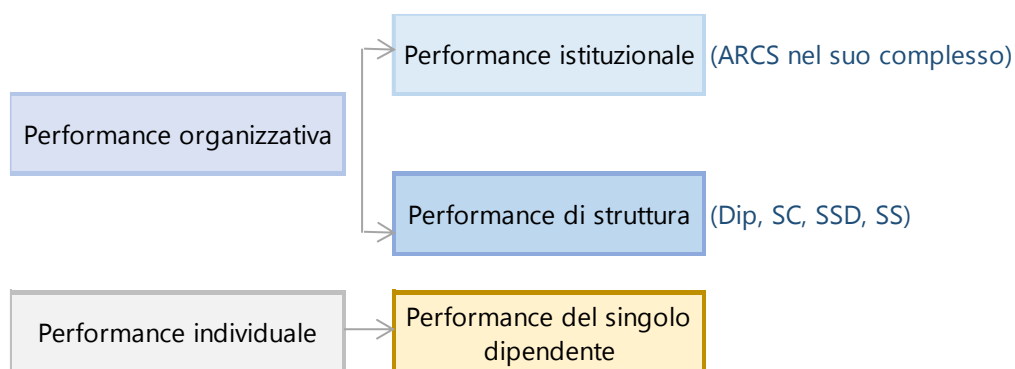 Performance istituzionale (ARCS nel suo complesso)
Performance organizzativa
Performance di struttura (Dip, SC, SSD, SS)
Performance individuale
Performance del singolo
dipendente